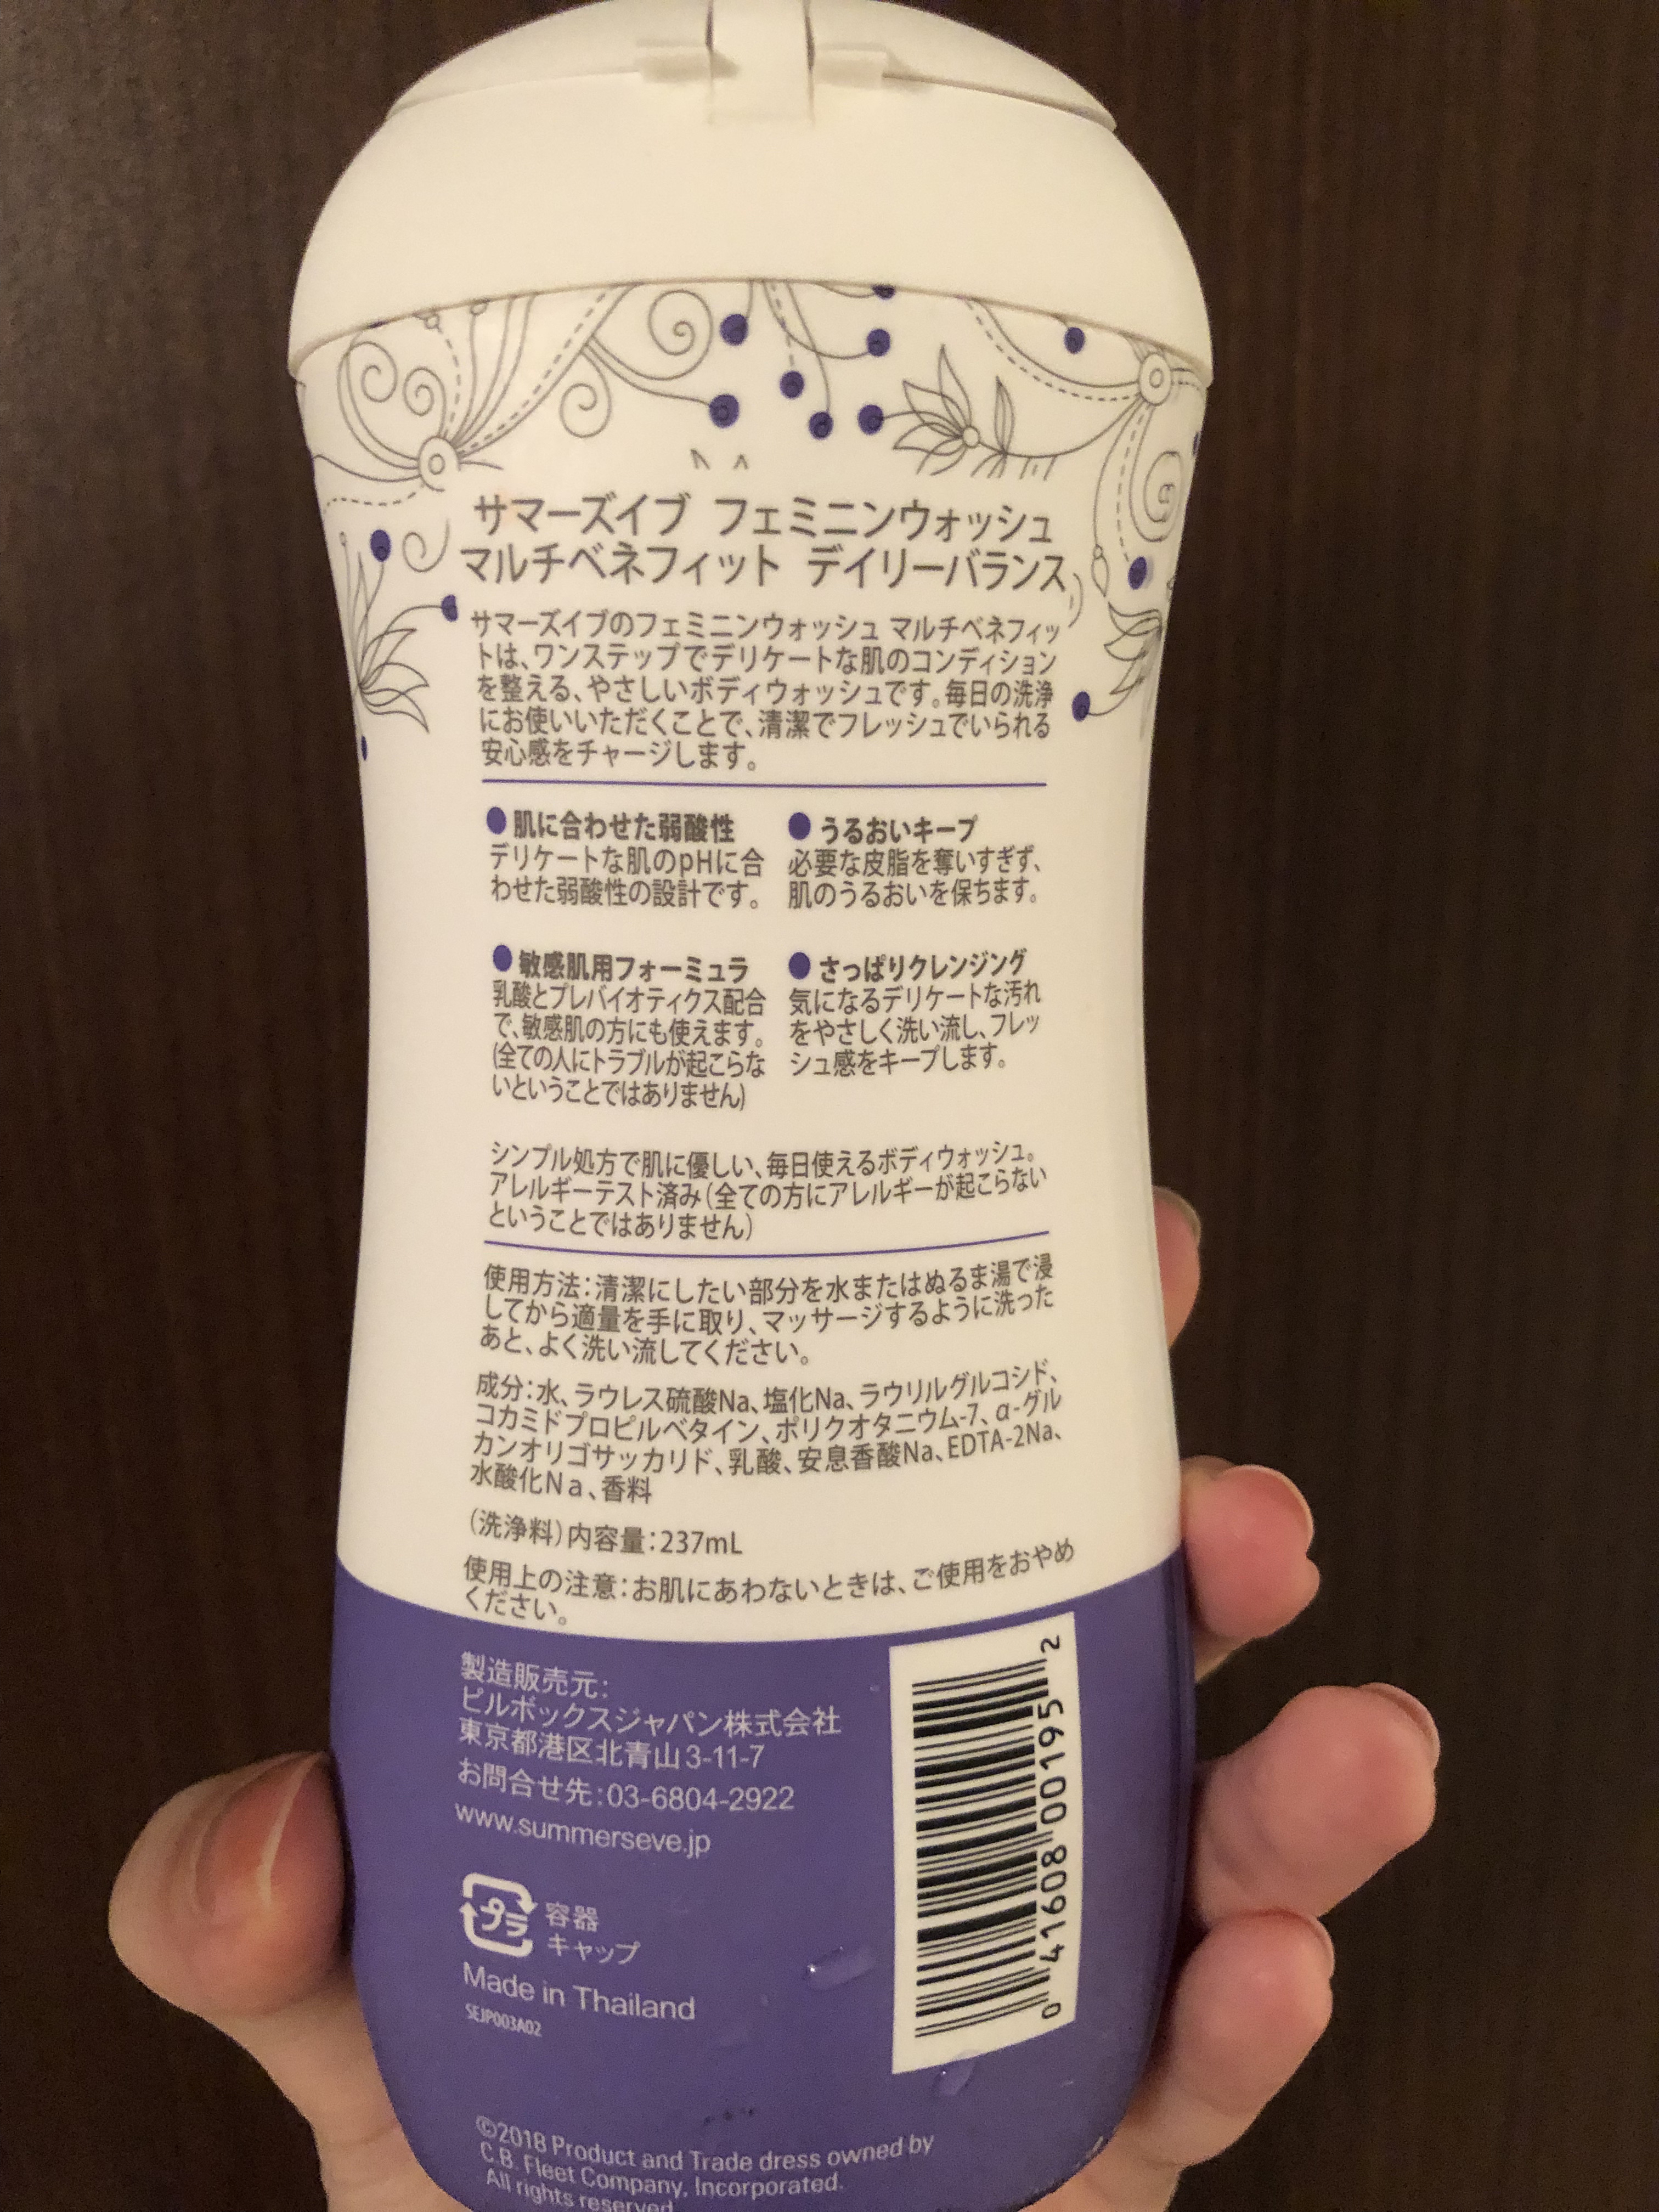 サマーズイブ フェミニンウォッシュ
マルチベネフィット デイリーバランス
サマーズイブのフェミニンウォッシュ マルチベネフィッ
トは、ワンステップでデリケートな肌のコンディション
を整える、やさしいボディウォッシュです。毎日の洗浄
にお使いいただくことで、清潔でフレッシュでいられる
安心感をチャージします。
●肌に合わせた弱酸性
デリケートな肌のpHに合
わせた弱酸性の設計です。
●うるおいキープ
必要な皮脂を奪いすぎず、
肌のうるおいを保ちます。
●敏感肌用フォーミュラ
乳酸とプレバイオティクス配合
で、敏感肌の方にも使えます。
(全ての人にトラブルが起こらな
いということではありません)
●さっぱりクレンジング
気になるデリケートな汚れ
をやさしく洗い流し、フレッ
シュ感をキープします。
シンプル処方で肌に優しい、毎日使えるボディウォッシュ。
アレルギーテスト済み(全ての方にアレルギーが起こらない
ということではありません)
使用方法:清潔にしたい部分を水またはぬるま湯で浸
してから適量を手に取り、マッサージするように洗った
あと、よく洗い流してください。
成分:水、ラウレス硫酸Na、塩化Na、ラウリルグルコシド、
コカミドプロピルベタイン、ポリクオタニウム-7、α-グル
カンオリゴサッカリド、乳酸、安息香酸Na、EDTA-2Na、
水酸化Na、香料
(洗浄料)内容量:237mL
使用上の注意:お肌にあわないときは、ご使用をおやめ
ください。
製造販売元:
ピルボックスジャパン株式会社
東京都港区北青山3-11-7
お問合せ先:03-6804-2922
www.summerseve.jp
プラ 容器
キャップ
Made in Thailand
SEJP003A02
0 41608 00195 2
©2018 Product and Trade dress owned by
C.B. Fleet Company, Incorporated.
All rights reserved